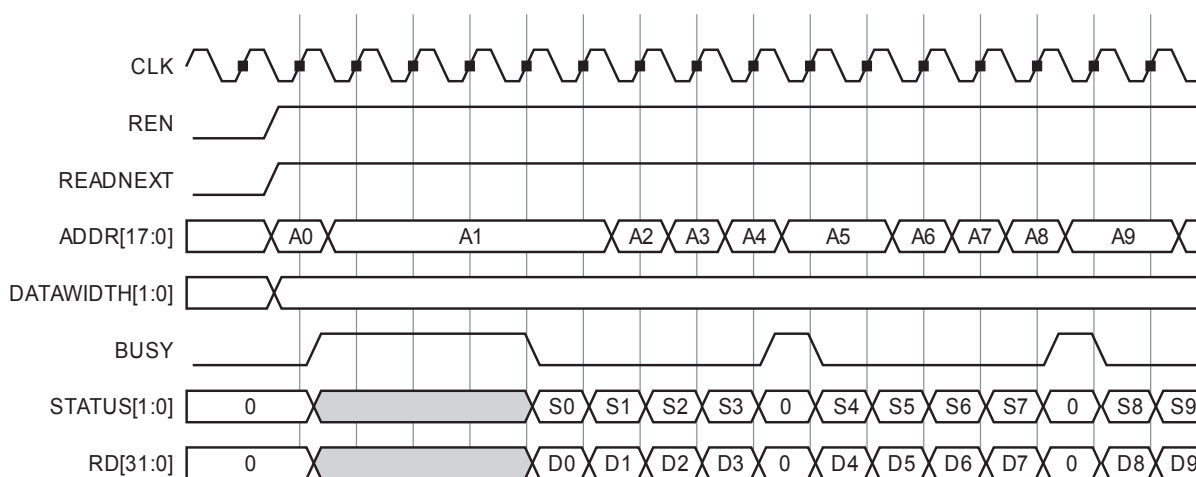 CLK
REN
READNEXT
ADDR[17:0] A0 A1 A2 A3 A4 A5 A6 A7 A8 A9
DATAWIDTH[1:0]
BUSY
STATUS[1:0] 0 S0 S1 S2 S3 0 S4 S5 S6 S7 0 S8 S9
RD[31:0] 0 D0 D1 D2 D3 0 D4 D5 D6 D7 0 D8 D9